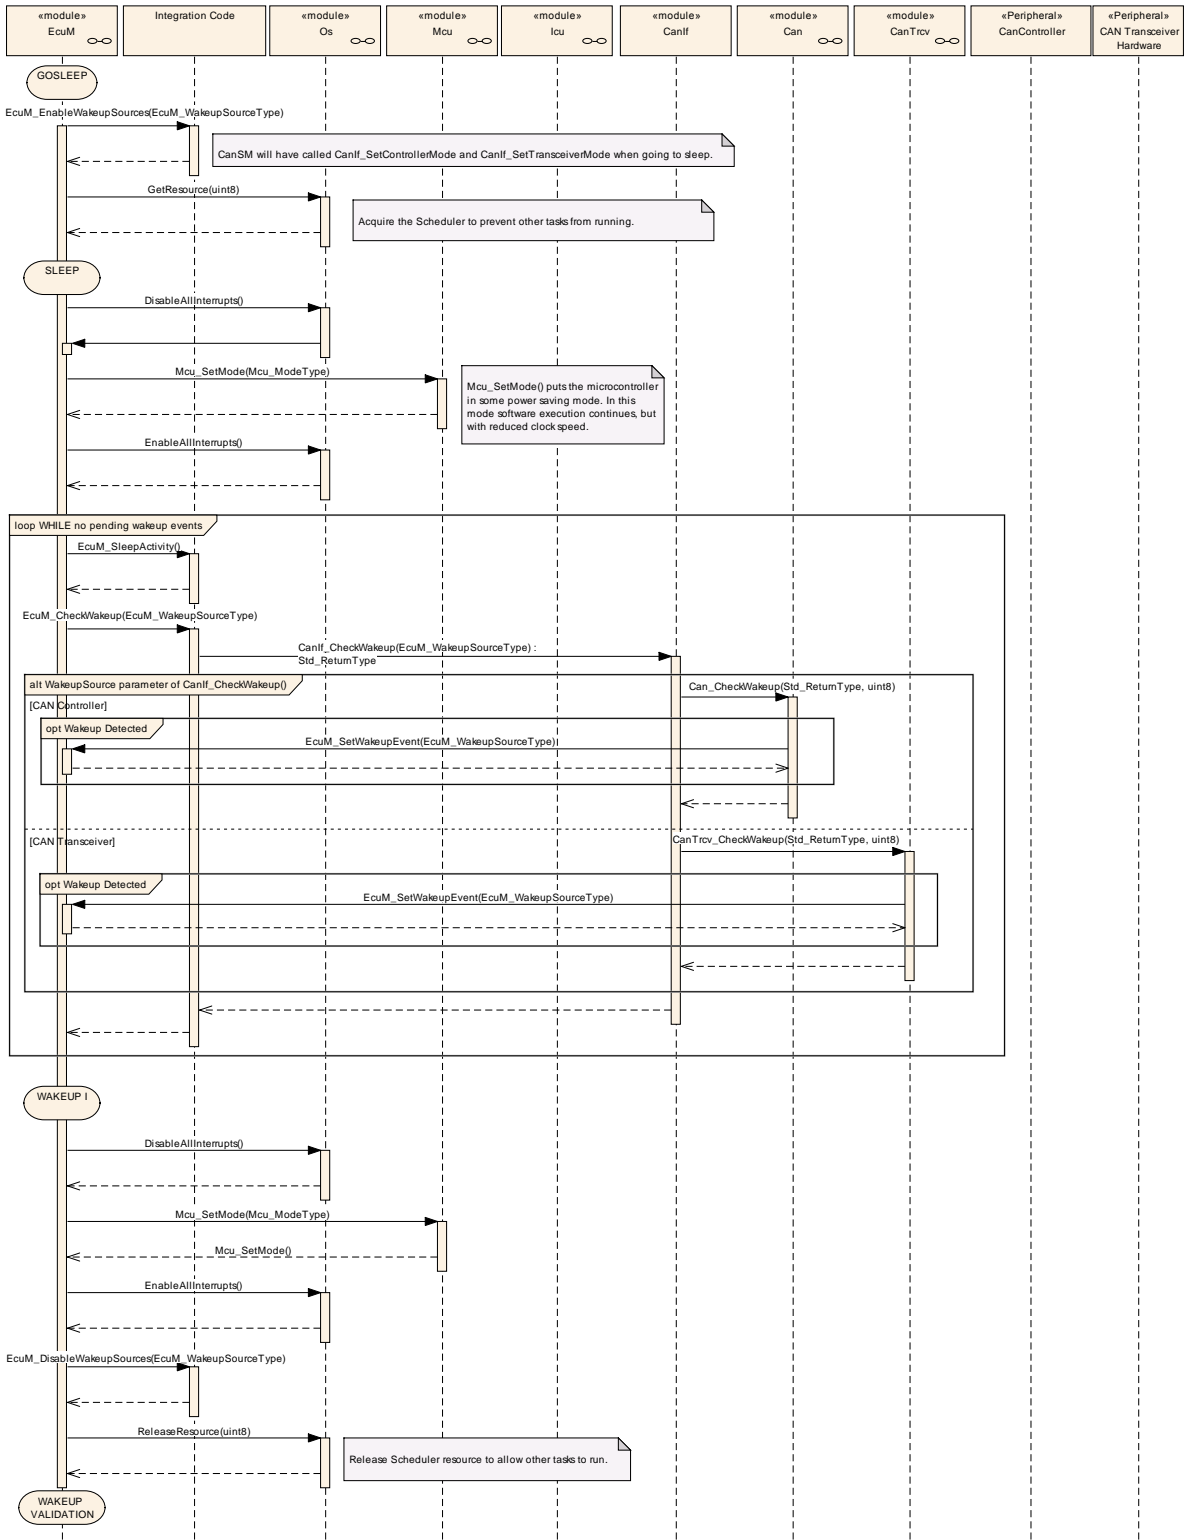 «module»
EcuM
Integration Code
«module»
Os
«module»
Mcu
«module»
Icu
«module»
CanIf
«module»
Can
«module»
CanTrcv
«Peripheral»
CanController
«Peripheral»
CAN Transceiver
Hardware
GOSLEEP
EcuM_EnableWakeupSources(EcuM_WakeupSourceType)
CanSM will have called CanIf_SetControllerMode and CanIf_SetTransceiverMode when going to sleep.
GetResource(uint8)
Acquire the Scheduler to prevent other tasks from running.
SLEEP
DisableAllInterrupts()
Mcu_SetMode(Mcu_ModeType)
Mcu_SetMode() puts the microcontroller
in some power saving mode. In this
mode software execution continues, but
with reduced clock speed.
EnableAllInterrupts()
loop WHILE no pending wakeup events
EcuM_SleepActivity()
EcuM_CheckWakeup(EcuM_WakeupSourceType)
CanIf_CheckWakeup(EcuM_WakeupSourceType) :
Std_ReturnType
alt WakeupSource parameter of CanIf_CheckWakeup()
Can_CheckWakeup(Std_ReturnType, uint8)
[CAN Controller]
opt Wakeup Detected
EcuM_SetWakeupEvent(EcuM_WakeupSourceType)
[CAN Transceiver]
CanTrcv_CheckWakeup(Std_ReturnType, uint8)
opt Wakeup Detected
EcuM_SetWakeupEvent(EcuM_WakeupSourceType)
WAKEUP I
DisableAllInterrupts()
Mcu_SetMode(Mcu_ModeType)
Mcu_SetMode()
EnableAllInterrupts()
EcuM_DisableWakeupSources(EcuM_WakeupSourceType)
ReleaseResource(uint8)
Release Scheduler resource to allow other tasks to run.
WAKEUP
VALIDATION